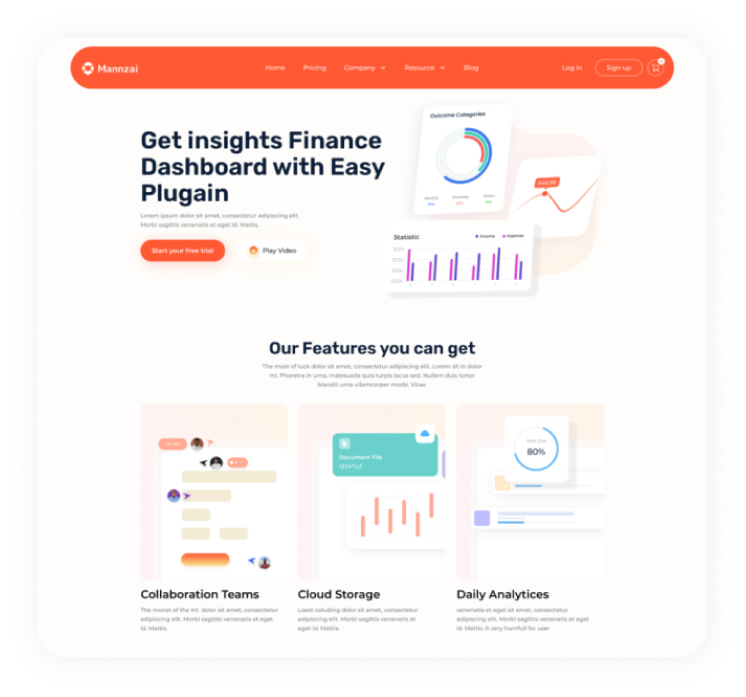 Mannzai
Home Pricing Company Resource Blog
Log in Sign up
Get insights Finance
Dashboard with Easy
Plugain
Lorem ipsum dolor sit amet, consectetur adipiscing elit.
Morbi sagittis venenatis et eget id. Mattis.
Start your free trial Play Video
Outcome Categories
Statistic
Our Features you can get
The moat of luck dolor sit amet, consectetur adipiscing elit. Lorem sit in dolor
mi. Pharetra in urna, malesuada quis turpis lacus sed. Nullam duis tortor
blandit urna ullamcorper morbi. Vitae.
Document File
80%
Collaboration Teams
The monat of the int dolor sit amet, consectetur
adipiscing elit. Morbi sagittis venenatis et eget
id. Mattis.
Cloud Storage
Loeat coluding dolor sit amet, consectetur
adipiscing elit. Morbi sagittis venenatis et
eget id. Mattis.
Daily Analytices
venenatis et eget sit amet, consectetur
adipiscing elit. Morbi sagittis venenatis et eget
id. Mattis. it very humfull for user